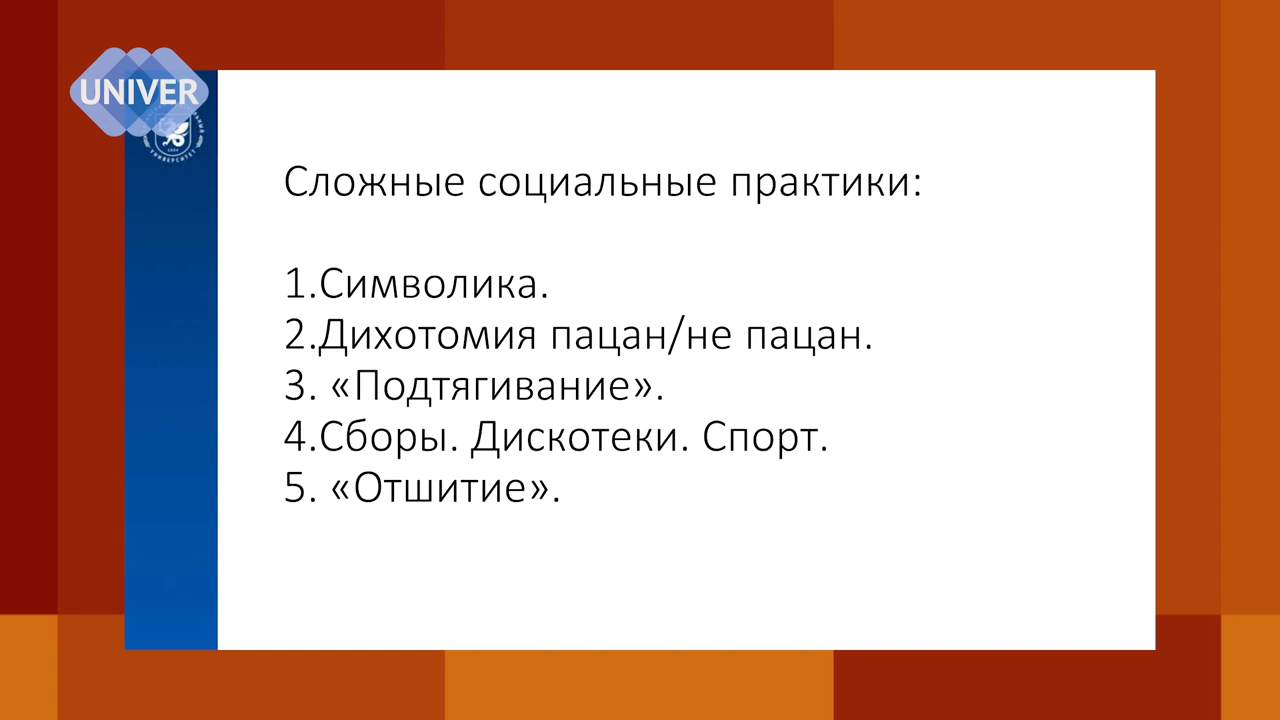 UNIVER
УНИВЕРСИТЕТ
Сложные социальные практики:
1.Символика.
2.Дихотомия пацан/не пацан.
3. «Подтягивание».
4.Сборы. Дискотеки. Спорт.
5. «Отшитие».